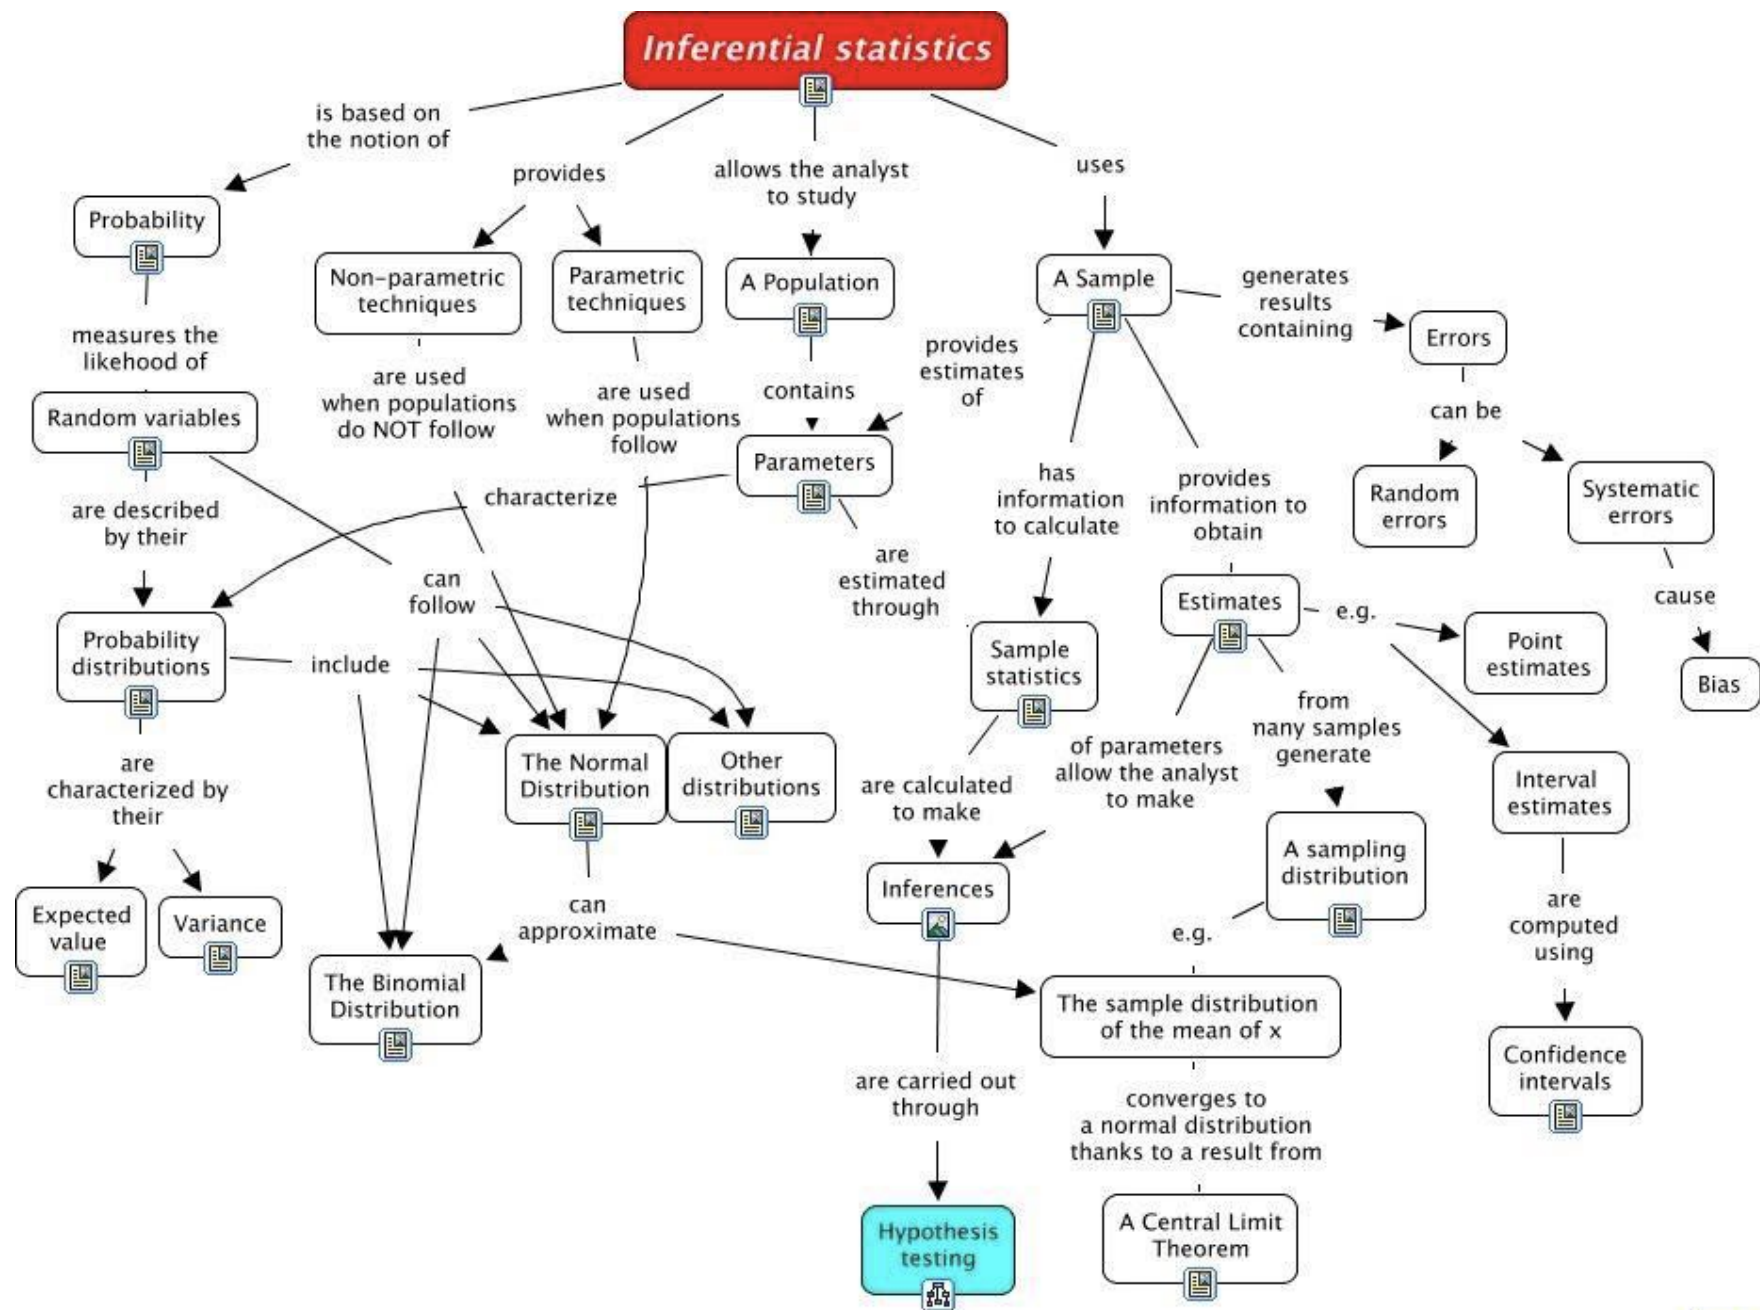 Inferential statistics
is based on
the notion of
provides
allows the analyst
to study
uses
Probability
Non-parametric
techniques
Parametric
techniques
A Population
A Sample
generates
results
containing
Errors
measures the
likehood of
are used
when populations
do NOT follow
are used
when populations
follow
contains
provides
estimates
of
can be
Random variables
Parameters
characterize
has
information
to calculate
provides
information to
obtain
Random
errors
Systematic
errors
are described
by their
can
follow
are
estimated
through
cause
Probability
distributions
include
Sample
statistics
Estimates
e.g.
Point
estimates
Bias
are
characterized by
their
The Normal
Distribution
Other
distributions
are calculated
to make
of parameters
allow the analyst
to make
from
nany samples
generate
Interval
estimates
Expected
value
Variance
can
approximate
Inferences
A sampling
distribution
e.g.
are
computed
using
The Binomial
Distribution
The sample distribution
of the mean of x
Confidence
intervals
are carried out
through
converges to
a normal distribution
thanks to a result from
Hypothesis
testing
A Central Limit
Theorem